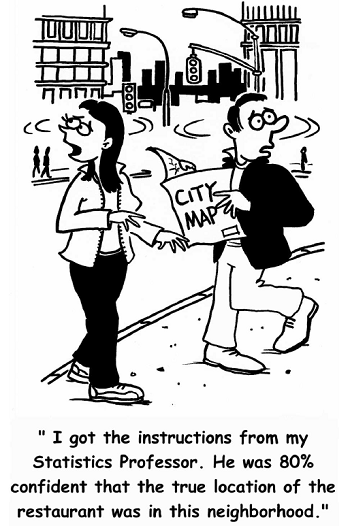 CITY
MAP
" I got the instructions from my
Statistics Professor. He was 80%
confident that the true location of the
restaurant was in this neighborhood."